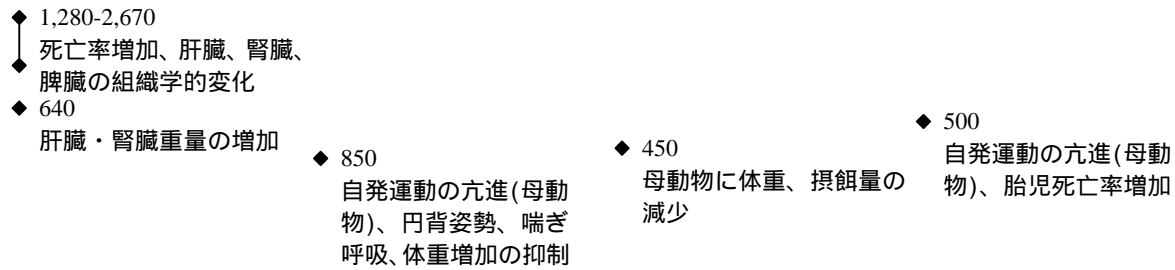 ◆ 1,280-2,670
死亡率増加、肝臓、腎臓、
脾臓の組織学的変化
◆ 640
肝臓・腎臓重量の増加
◆ 850
自発運動の亢進(母動
物)、円背姿勢、喘ぎ
呼吸、体重増加の抑制
◆ 450
母動物に体重、摂餌量の
減少
◆ 500
自発運動の亢進(母動
物)、胎児死亡率増加